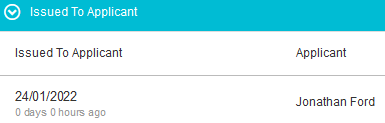 Issued To Applicant
Issued To Applicant Applicant
24/01/2022
0 days 0 hours ago
Jonathan Ford